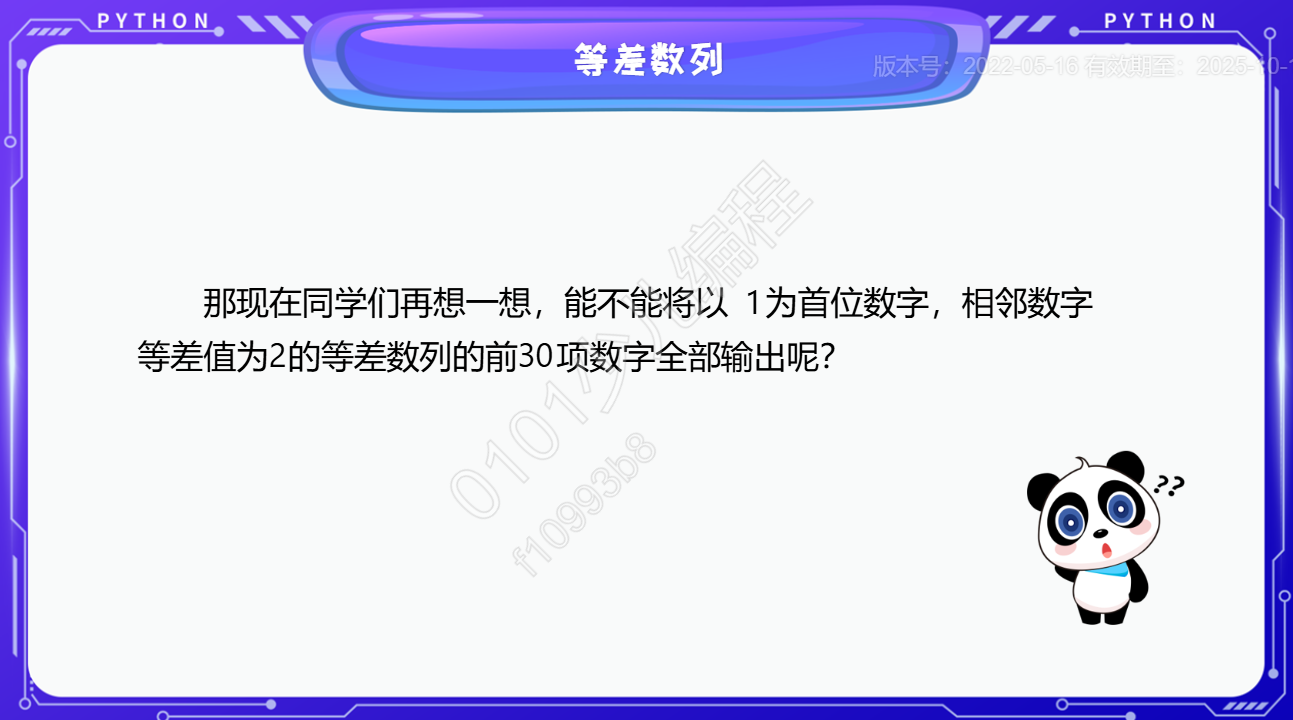 PYTHON
PYTHON
等差数列
版本号：2022-05-16 有效期至：2025-10-1
那现在同学们再想一想，能不能将以 1为首位数字，相邻数字
等差值为2的等差数列的前30项数字全部输出呢？
0101少儿编程
f10993b8
??